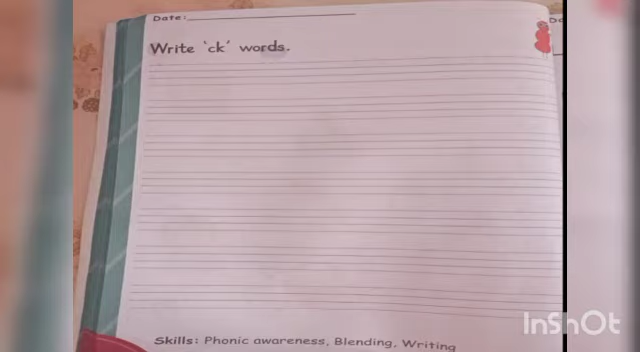 Date:
Write 'ck' words.
Skills: Phonic awareness, Blending, Writing
InShOt